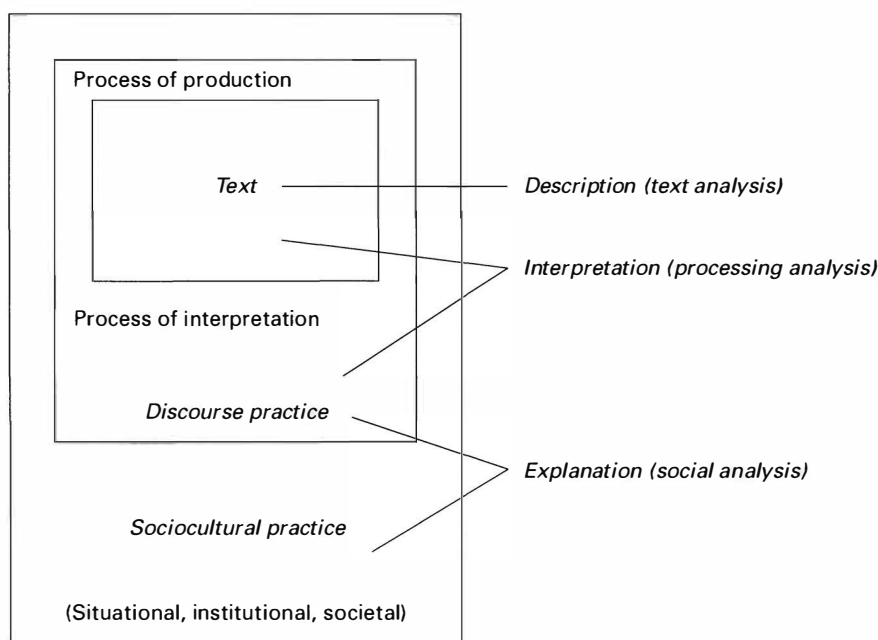 Process of production
Text
Description (text analysis)
Interpretation (processing analysis)
Process of interpretation
Discourse practice
Explanation (social analysis)
Sociocultural practice
(Situational, institutional, societal)